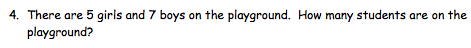 4. There are 5 girls and 7 boys on the playground. How many students are on the
playground?